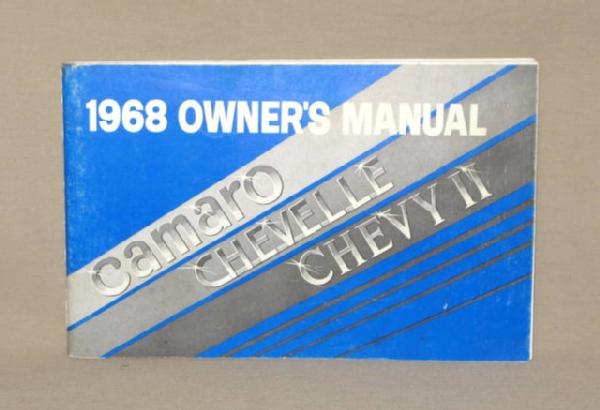 1968 OWNER'S MANUAL
camaro
CHEVELLE
CHEVY II